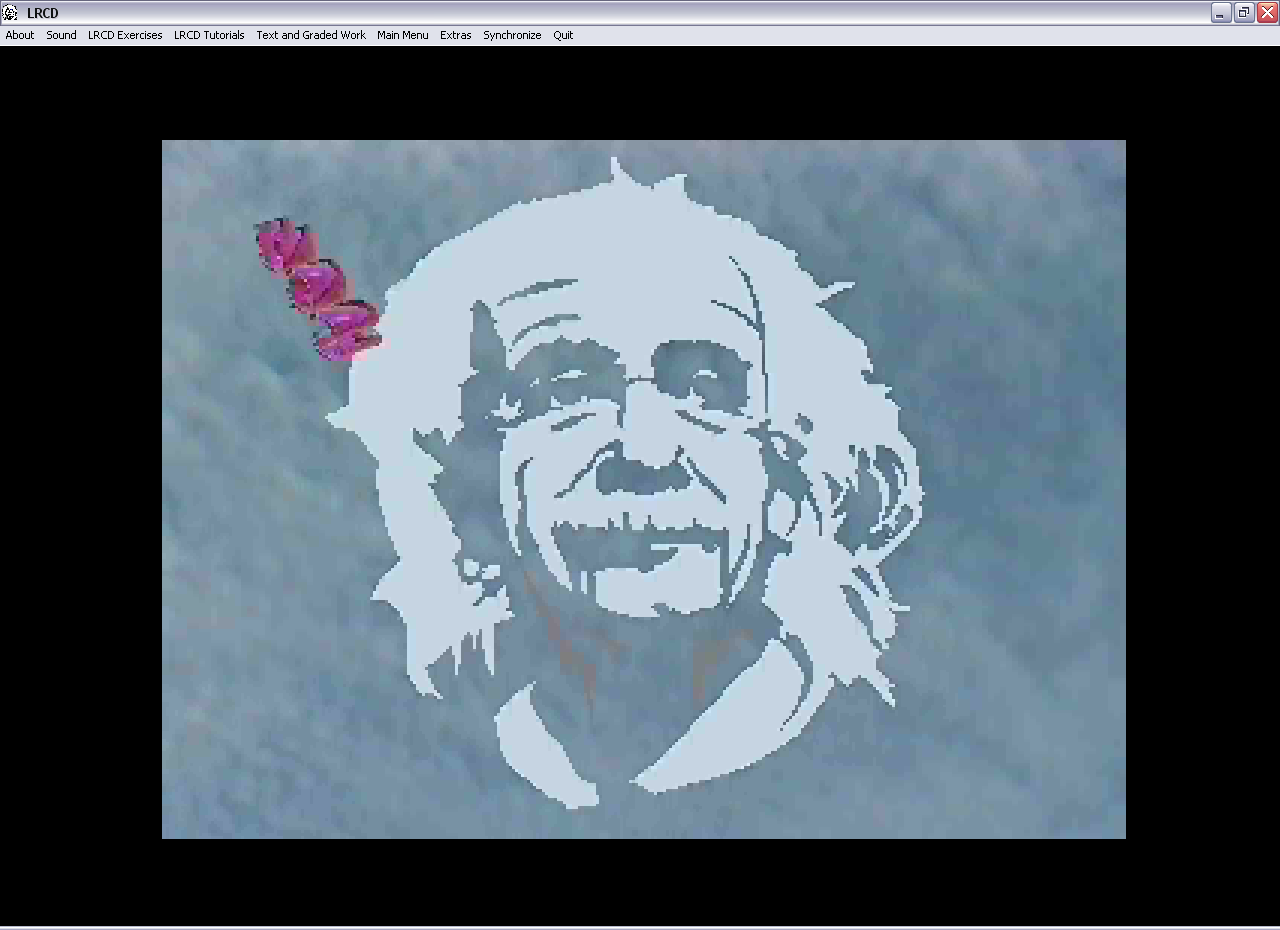 LRCD
About Sound LRCD Exercises LRCD Tutorials Text and Graded Work Main Menu Extras Synchronize Quit